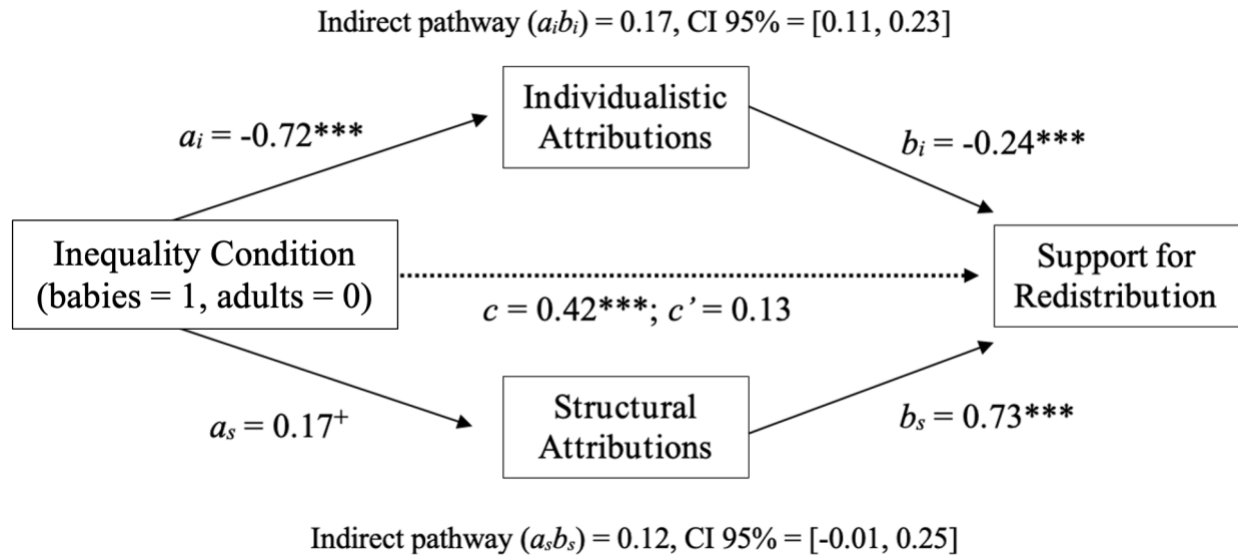 Indirect pathway (aᵢbᵢ) = 0.17, CI 95% = [0.11, 0.23]
Individualistic
Attributions
aᵢ = -0.72***
bᵢ = -0.24***
Inequality Condition
(babies = 1, adults = 0)
Support for
Redistribution
c = 0.42***; c’ = 0.13
Structural
Attributions
aₛ = 0.17⁺
bₛ = 0.73***
Indirect pathway (aₛbₛ) = 0.12, CI 95% = [-0.01, 0.25]